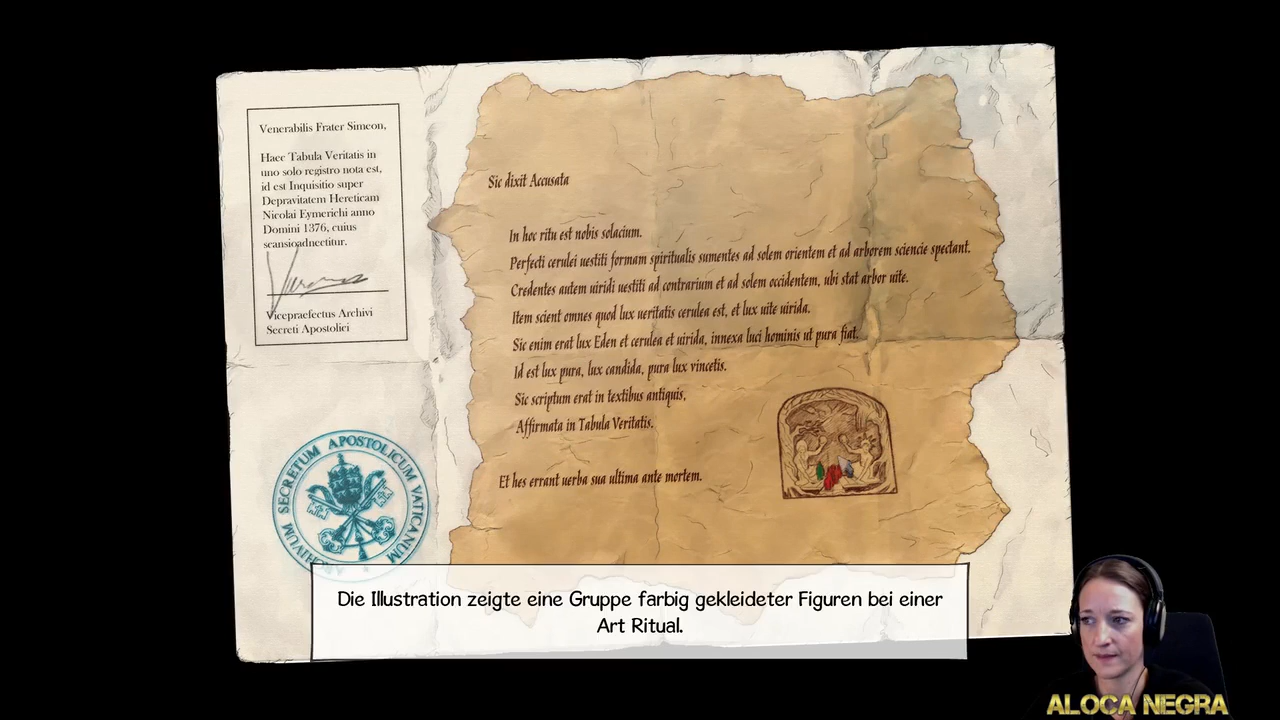 Venerabilis Frater Simeon,
Haec Tabula Veritatis in
uno solo registro nota est,
id est Inquisitio super
Depravitatem Hereticam
Nicolai Eymerichi anno
Domini 1376, cuius
scansioadnectitur.
Vicepraefectus Archivi
Secreti Apostolici
ARCHIVUM SECRETUM APOSTOLICUM VATICANUM
Sic dixit Accusata
In hoc ritu est nobis solacium.
Perfecti cerulei uestiti formam spiritualis sumentes ad solem orientem et ad arborem sciencie spectant.
Credentes autem uiridi uestiti ad contrarium et ad solem occidentem, ubi stat arbor uite.
Item scient omnes quod lux ueritatis cerulea est, et lux uite uirida.
Sic enim erat lux Eden et cerulea et uirida, innexa luci hominis ut pura fiat.
Id est lux pura, lux candida, pura lux vincetis.
Sic scriptum erat in textibus antiquis,
Affirmata in Tabula Veritatis.
Et hes errant uerba sua ultima ante mortem.
Die Illustration zeigte eine Gruppe farbig gekleideter Figuren bei einer
Art Ritual.
ALOCA NEGRA